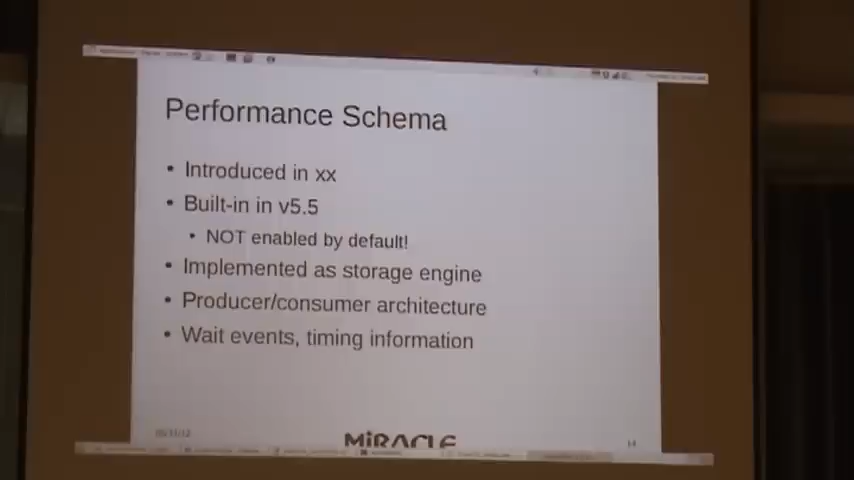 Performance Schema
• Introduced in xx
• Built-in in v5.5
• NOT enabled by default!
• Implemented as storage engine
• Producer/consumer architecture
• Wait events, timing information
MIRACLE
14